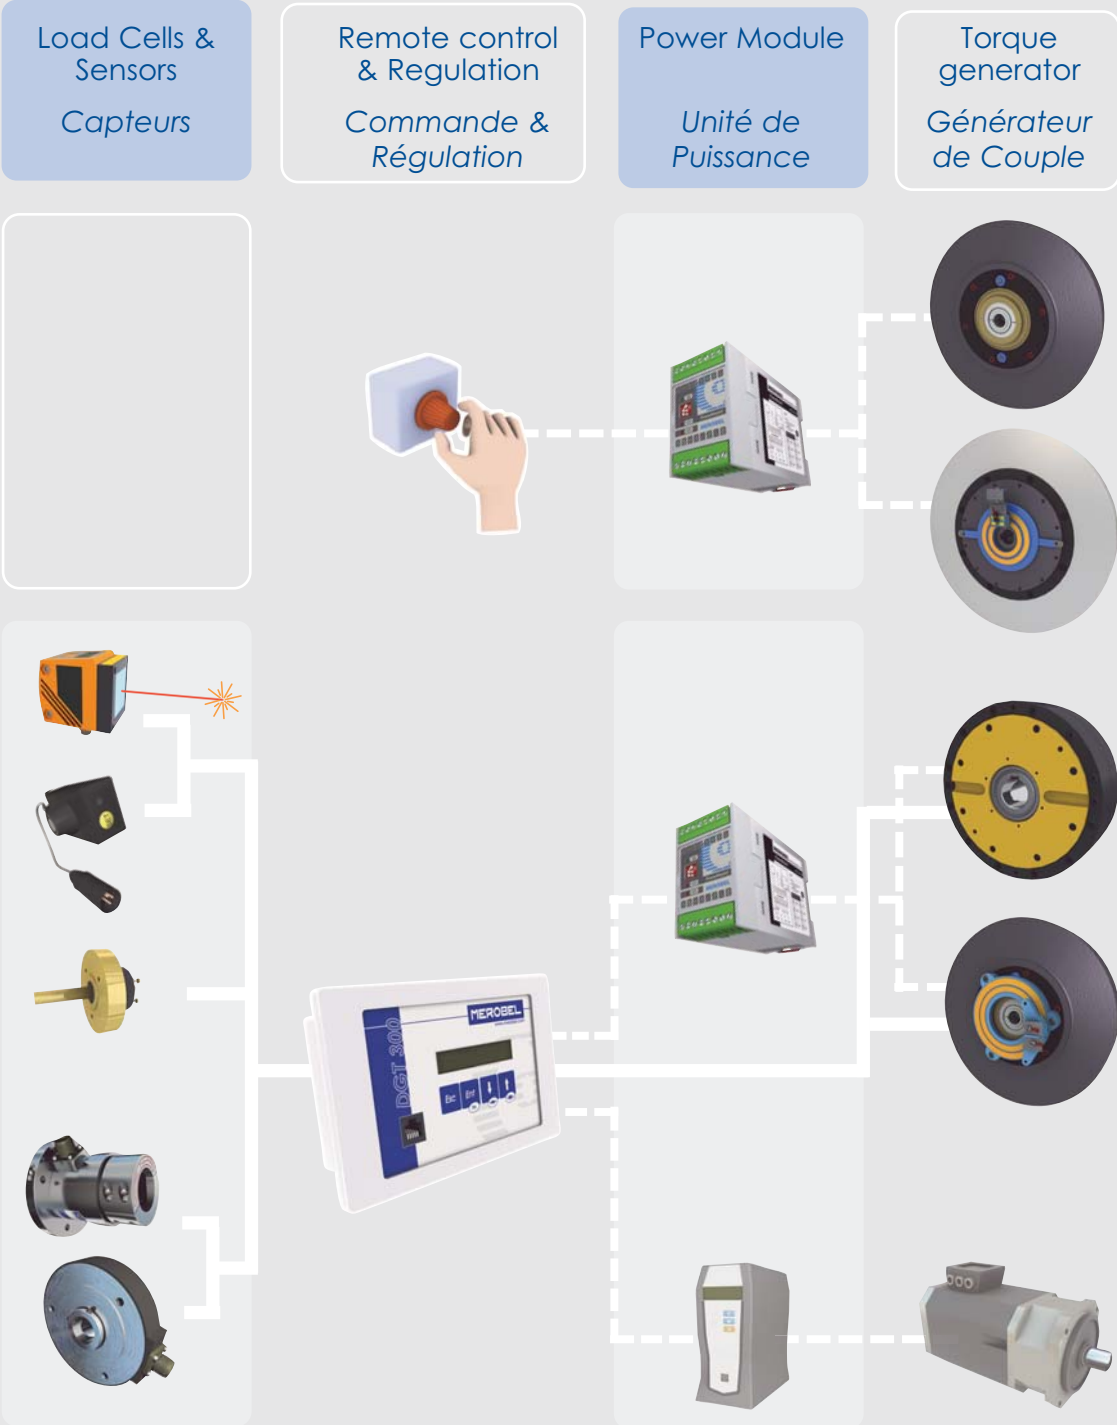 Load Cells &
Sensors
Capteurs
Remote control
& Regulation
Commande &
Régulation
Power Module
Unité de
Puissance
Torque
generator
Générateur
de Couple
MEROBEL
DGT 300
Esc
Ent